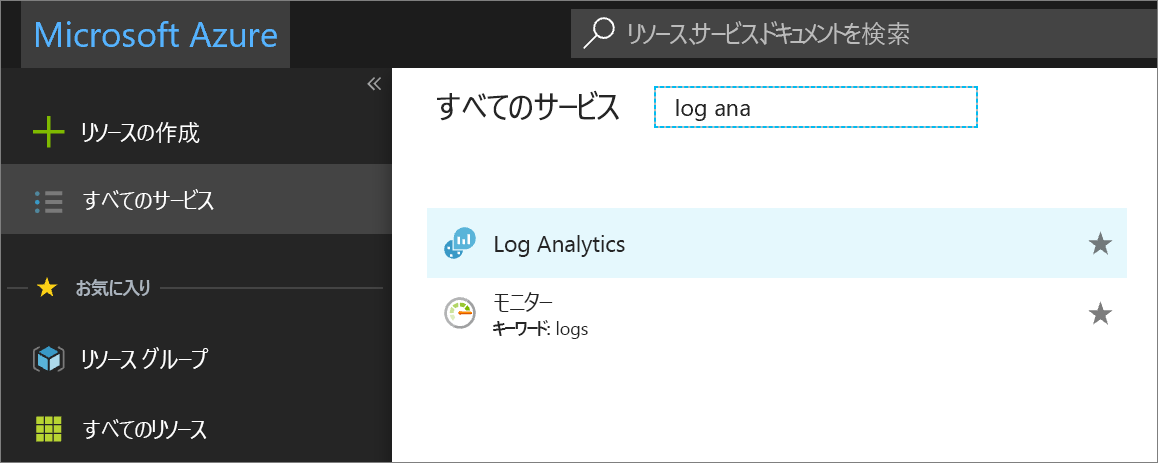 Microsoft Azure
リソース、サービス、ドキュメントを検索
リソースの作成
すべてのサービス
お気に入り
リソース グループ
すべてのリソース
すべてのサービス
log ana
Log Analytics
モニター
キーワード: logs